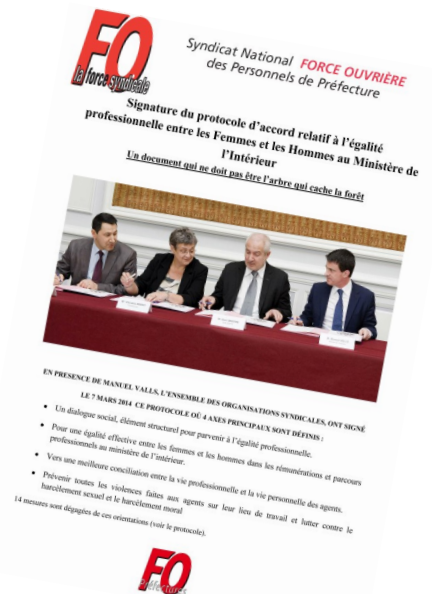 FO
la force syndicale
Syndicat National FORCE OUVRIÈRE
des Personnels de Préfecture
Signature du protocole d'accord relatif à l'égalité
professionnelle entre les Femmes et les Hommes au Ministère de
l'Intérieur
Un document qui ne doit pas être l'arbre qui cache la forêt
EN PRESENCE DE MANUEL VALLS, L'ENSEMBLE DES ORGANISATIONS SYNDICALES, ONT SIGNÉ
LE 7 MARS 2014 CE PROTOCOLE OÙ 4 AXES PRINCIPAUX SONT DÉFINIS :
• Un dialogue social, élément structurel pour parvenir à l'égalité professionnelle.
• Pour une égalité effective entre les femmes et les hommes dans les rémunérations et parcours
professionnels au ministère de l'intérieur.
• Vers une meilleure conciliation entre la vie professionnelle et la vie personnelle des agents.
• Prévenir toutes les violences faites aux agents sur leur lieu de travail et lutter contre le
harcèlement sexuel et le harcèlement moral
14 mesures sont dégagées de ces orientations (voir le protocole).
FO
Préfectures